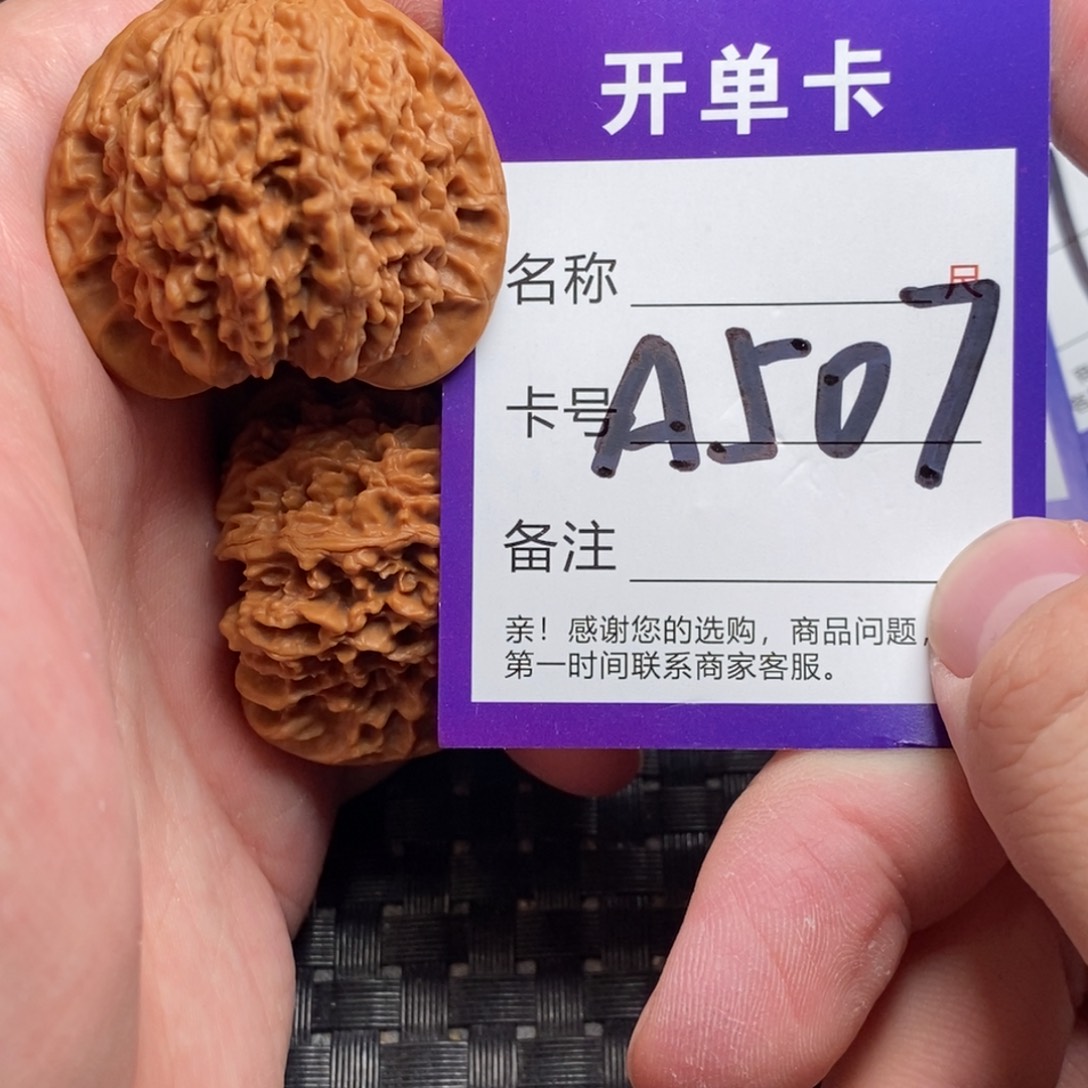 开单卡
名称
尺
卡号 A507
备注
亲！感谢您的选购，商品问题，
第一时间联系商家客服。